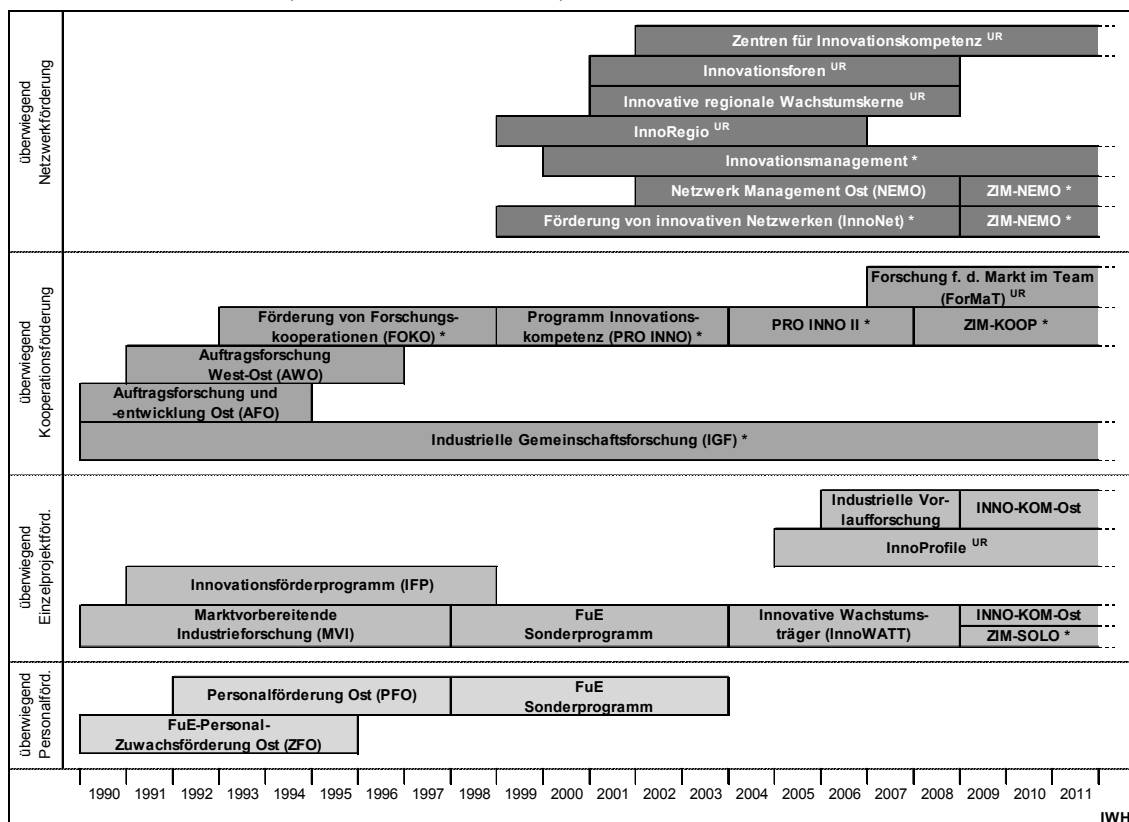 überwiegend
Netzwerkförderung
Zentren für Innovationskompetenz UR
Innovationsforen UR
Innovative regionale Wachstumskerne UR
InnoRegio UR
Innovationsmanagement *
Netzwerk Management Ost (NEMO)
ZIM-NEMO *
Förderung von innovativen Netzwerken (InnoNet) *
ZIM-NEMO *
überwiegend
Kooperationsförderung
Forschung f. d. Markt im Team
(ForMaT) UR
Förderung von Forschungs-
kooperationen (FOKO) *
Programm Innovations-
kompetenz (PRO INNO) *
PRO INNO II *
ZIM-KOOP *
Auftragsforschung
West-Ost (AWO)
Auftragsforschung und
-entwicklung Ost (AFO)
Industrielle Gemeinschaftsforschung (IGF) *
überwiegend
Einzelprojektförd.
Industrielle Vor-
laufforschung
INNO-KOM-Ost
InnoProfile UR
Innovationsförderprogramm (IFP)
Marktvorbereitende
Industrieforschung (MVI)
FuE
Sonderprogramm
Innovative Wachstums-
träger (InnoWATT)
INNO-KOM-Ost
ZIM-SOLO *
überwiegend
Personalförd.
Personalförderung Ost (PFO)
FuE
Sonderprogramm
FuE-Personal-
Zuwachsförderung Ost (ZFO)
1990 1991 1992 1993 1994 1995 1996 1997 1998 1999 2000 2001 2002 2003 2004 2005 2006 2007 2008 2009 2010 2011
IWH